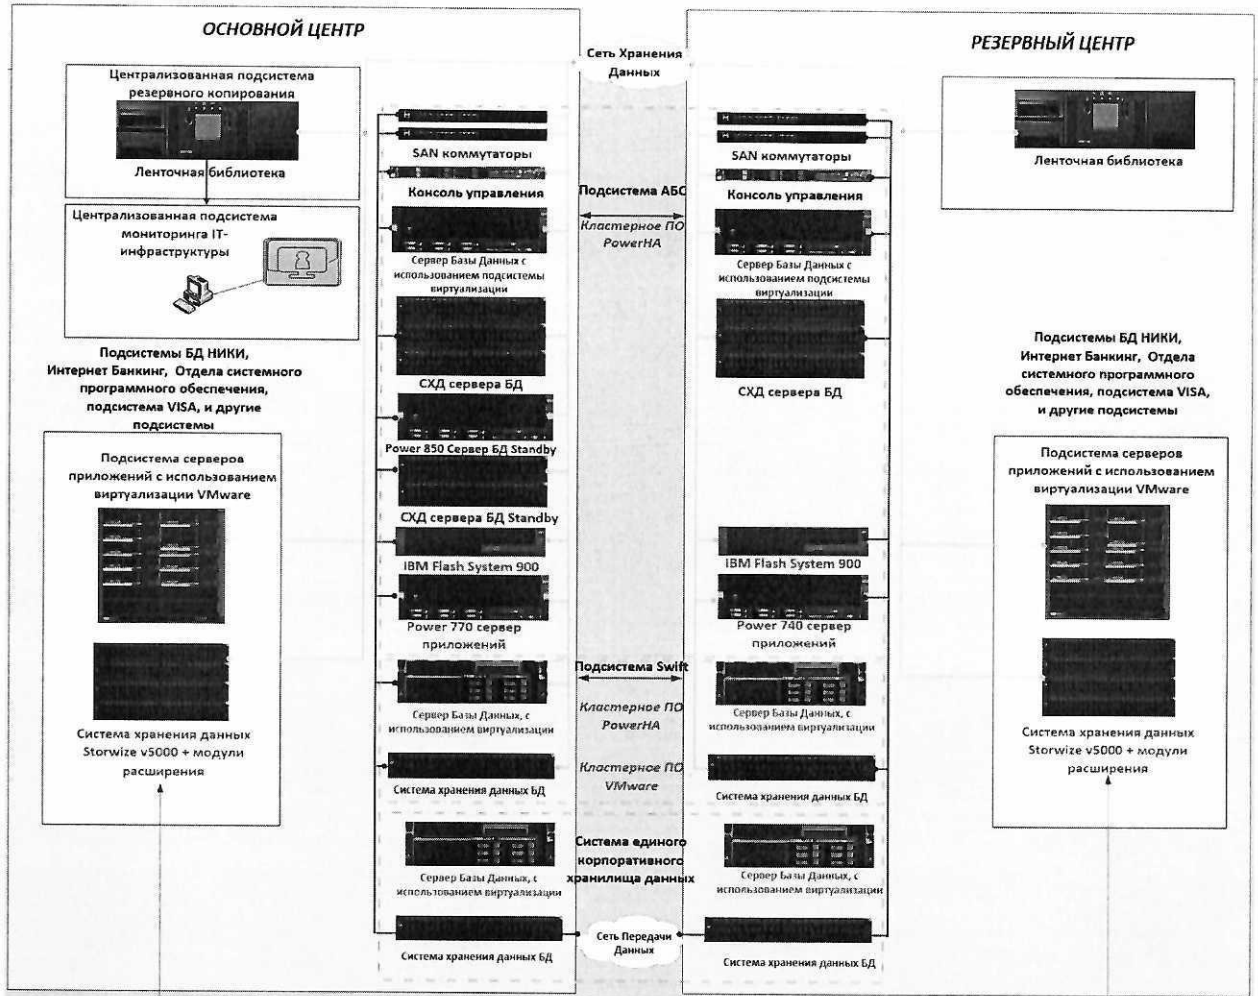 ОСНОВНОЙ ЦЕНТР
Централизованная подсистема
резервного копирования
Ленточная библиотека
Централизованная подсистема
мониторинга IT-
инфраструктуры
Подсистемы БД НИКИ,
Интернет Банкинг, Отдела системного
программного обеспечения,
подсистема VISA, и другие
подсистемы
Подсистема серверов
приложений с использованием
виртуализации VMware
Система хранения данных
Storwize v5000 + модули
расширения
SAN коммутаторы
Консоль управления
Сервер Базы Данных с
использованием подсистемы
виртуализации
СХД сервера БД
Power 850 Сервер БД Standby
СХД сервера БД Standby
IBM Flash System 900
Power 770 сервер
приложений
Сервер Базы Данных, с
использованием виртуализации
Система хранения данных БД
Сервер Базы Данных, с
использованием виртуализации
Система хранения данных БД
Сеть Хранения
Данных
Подсистема АБС
Кластерное ПО
PowerHA
Подсистема Swift
Кластерное ПО
PowerHA
Кластерное ПО
VMware
Система единого
корпоративного
хранилища данных
Сеть Передачи
Данных
РЕЗЕРВНЫЙ ЦЕНТР
SAN коммутаторы
Консоль управления
Сервер Базы Данных с
использованием подсистемы
виртуализации
СХД сервера БД
IBM Flash System 900
Power 740 сервер
приложений
Сервер Базы Данных, с
использованием виртуализации
Система хранения данных БД
Сервер Базы Данных, с
использованием виртуализации
Система хранения данных БД
Ленточная библиотека
Подсистемы БД НИКИ,
Интернет Банкинг, Отдела
системного программного
обеспечения, подсистема VISA,
и другие подсистемы
Подсистема серверов
приложений с использованием
виртуализации VMware
Система хранения данных
Storwize v5000 + модули
расширения